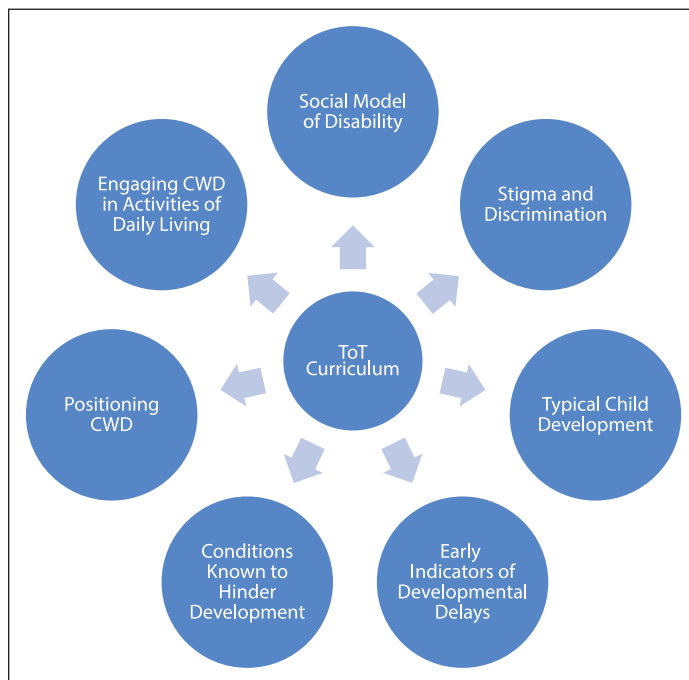 Social Model
of Disability
Stigma and
Discrimination
Typical Child
Development
Early
Indicators of
Developmental
Delays
Conditions
Known to
Hinder
Development
Positioning
CWD
Engaging CWD
in Activities of
Daily Living
ToT
Curriculum